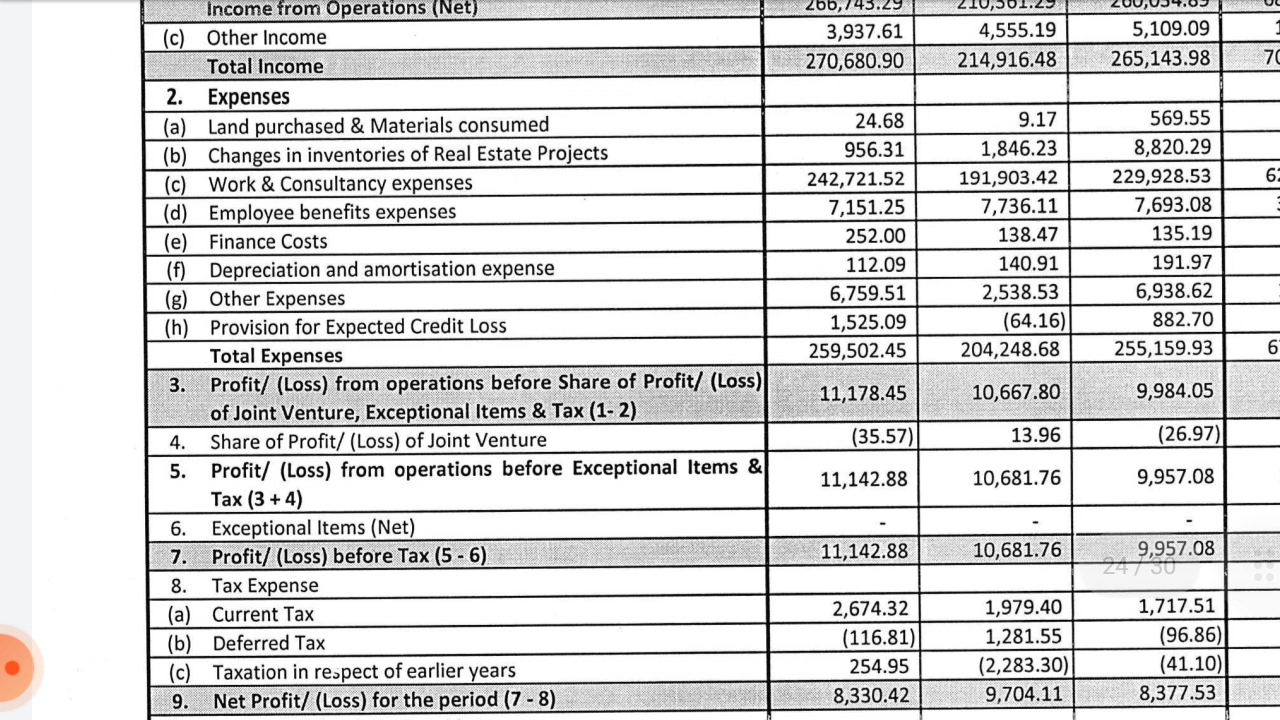 Income from Operations (Net) 266,743.29 210,361.29 260,034.89
(c) Other Income 3,937.61 4,555.19 5,109.09
Total Income 270,680.90 214,916.48 265,143.98
2. Expenses
(a) Land purchased & Materials consumed 24.68 9.17 569.55
(b) Changes in inventories of Real Estate Projects 956.31 1,846.23 8,820.29
(c) Work & Consultancy expenses 242,721.52 191,903.42 229,928.53
(d) Employee benefits expenses 7,151.25 7,736.11 7,693.08
(e) Finance Costs 252.00 138.47 135.19
(f) Depreciation and amortisation expense 112.09 140.91 191.97
(g) Other Expenses 6,759.51 2,538.53 6,938.62
(h) Provision for Expected Credit Loss 1,525.09 (64.16) 882.70
Total Expenses 259,502.45 204,248.68 255,159.93
3. Profit/ (Loss) from operations before Share of Profit/ (Loss)
of Joint Venture, Exceptional Items & Tax (1- 2) 11,178.45 10,667.80 9,984.05
4. Share of Profit/ (Loss) of Joint Venture (35.57) 13.96 (26.97)
5. Profit/ (Loss) from operations before Exceptional Items &
Tax (3 + 4) 11,142.88 10,681.76 9,957.08
6. Exceptional Items (Net) - - -
7. Profit/ (Loss) before Tax (5 - 6) 11,142.88 10,681.76 9,957.08
24 / 30
8. Tax Expense
(a) Current Tax 2,674.32 1,979.40 1,717.51
(b) Deferred Tax (116.81) 1,281.55 (96.86)
(c) Taxation in respect of earlier years 254.95 (2,283.30) (41.10)
9. Net Profit/ (Loss) for the period (7 - 8) 8,330.42 9,704.11 8,377.53